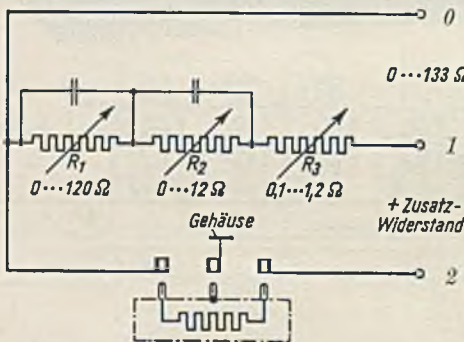 0
0···133 Ω
1
R₁ R₂ R₃
0···120 Ω 0···12 Ω 0,1···1,2 Ω
+ Zusatz-
Widerstand
Gehäuse
2